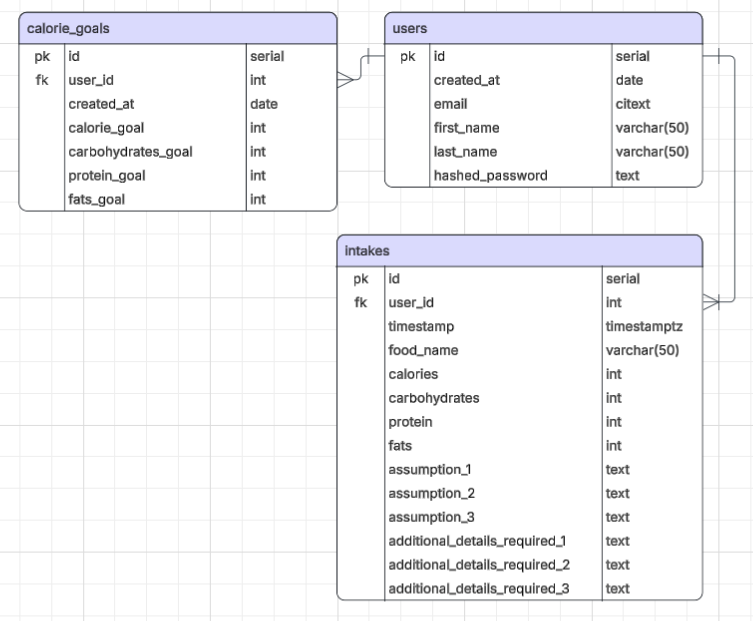 calorie_goals
pk id serial
fk user_id int
created_at date
calorie_goal int
carbohydrates_goal int
protein_goal int
fats_goal int
users
pk id serial
created_at date
email citext
first_name varchar(50)
last_name varchar(50)
hashed_password text
intakes
pk id serial
fk user_id int
timestamp timestamptz
food_name varchar(50)
calories int
carbohydrates int
protein int
fats int
assumption_1 text
assumption_2 text
assumption_3 text
additional_details_required_1 text
additional_details_required_2 text
additional_details_required_3 text